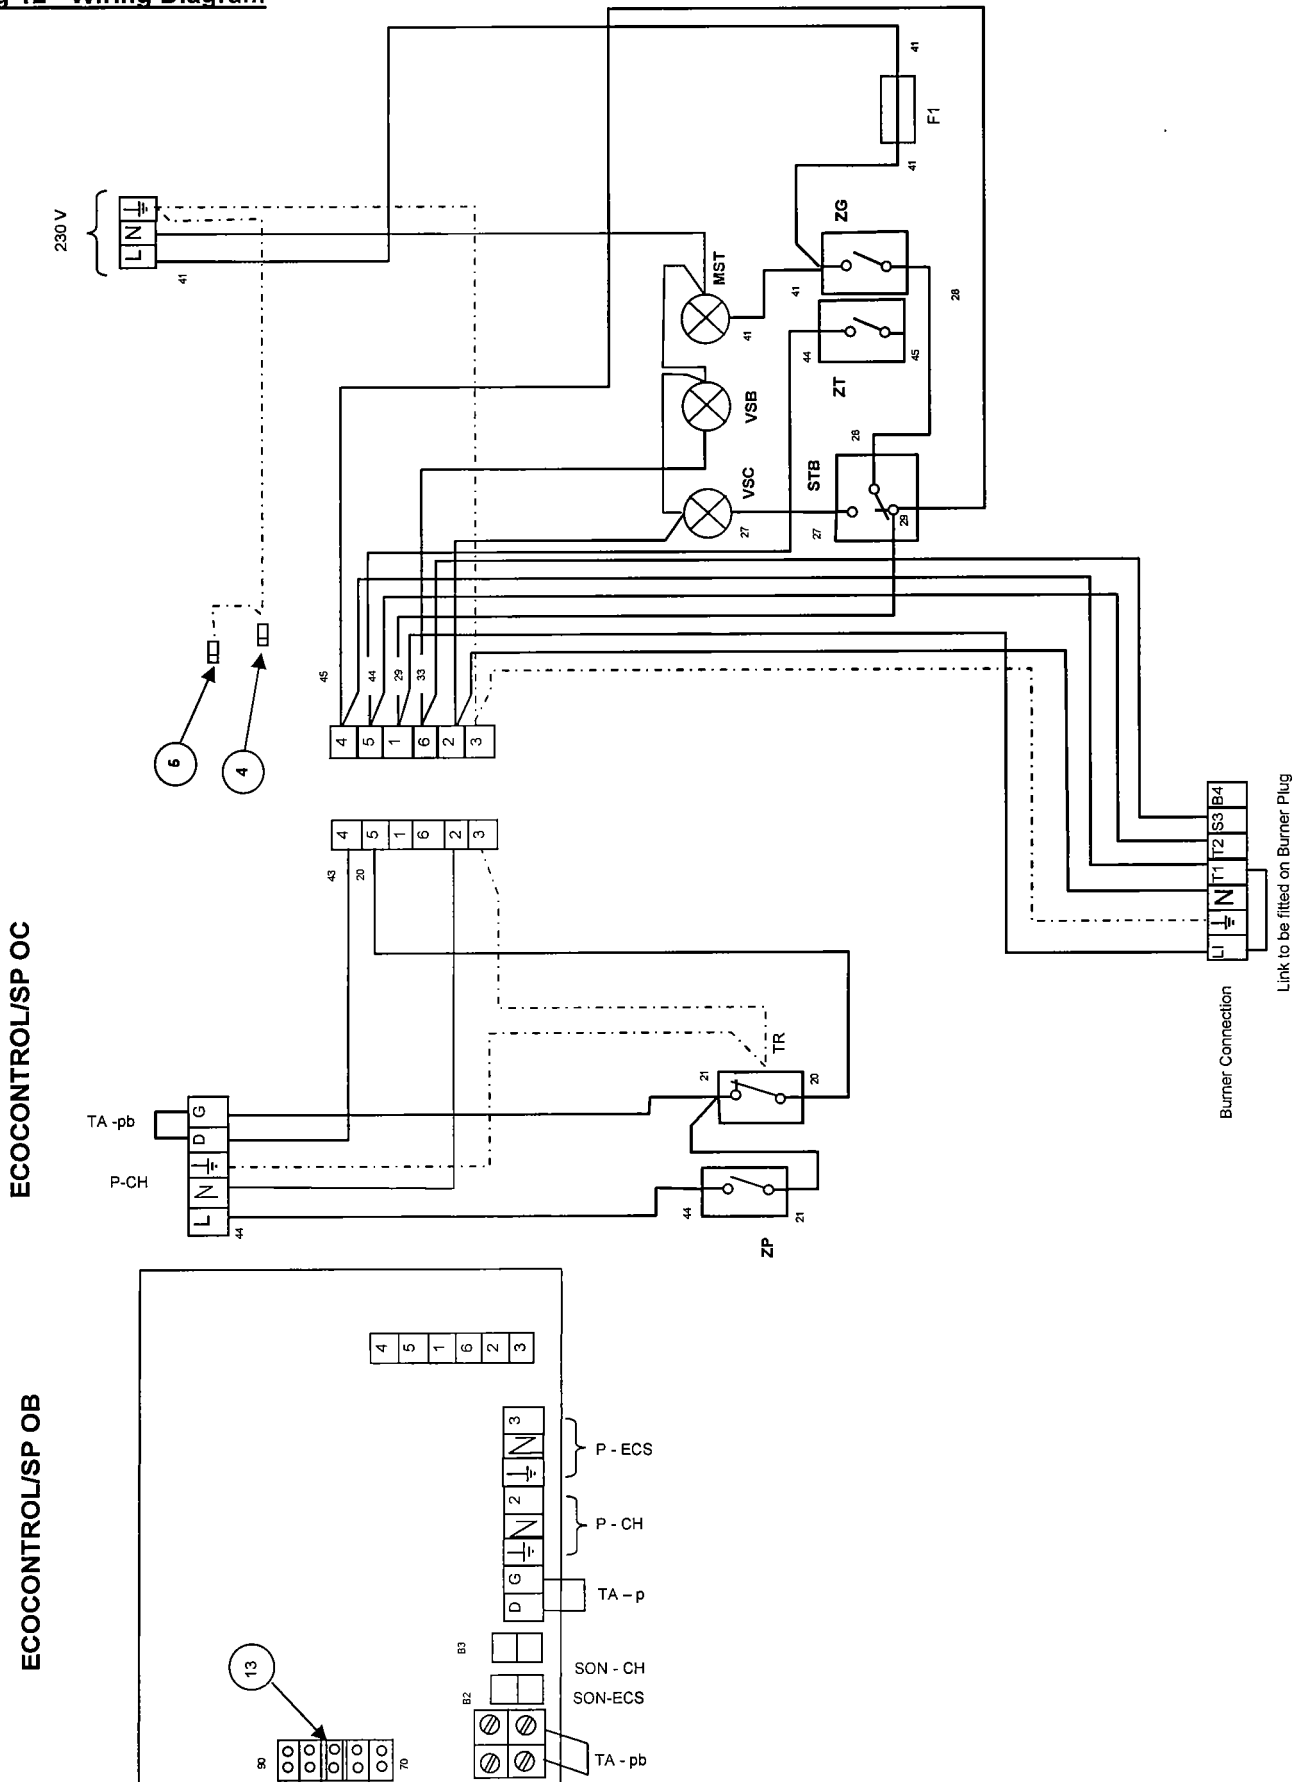 Wiring Diagram
230 V
L N
41
41
F1
41
ZG
MST
41
41
28
44
45
ZT
VSB
28
STB
VSC
27
27
29
5
4
45
44
29
33
4 5 1 6 2 3
4 5 1 6 2 3
43
20
ECOCONTROL/SP OC
TA -pb
P-CH
L N D G
44
TR
21
20
44
21
ZP
LI N T1 T2 S3 B4
Burner Connection
Link to be fitted on Burner Plug
ECOCONTROL/SP OB
4 5 1 6 2 3
D G N 2 N 3
P - ECS
P - CH
TA – p
B3
SON - CH
B2
SON-ECS
TA - pb
13
90
70